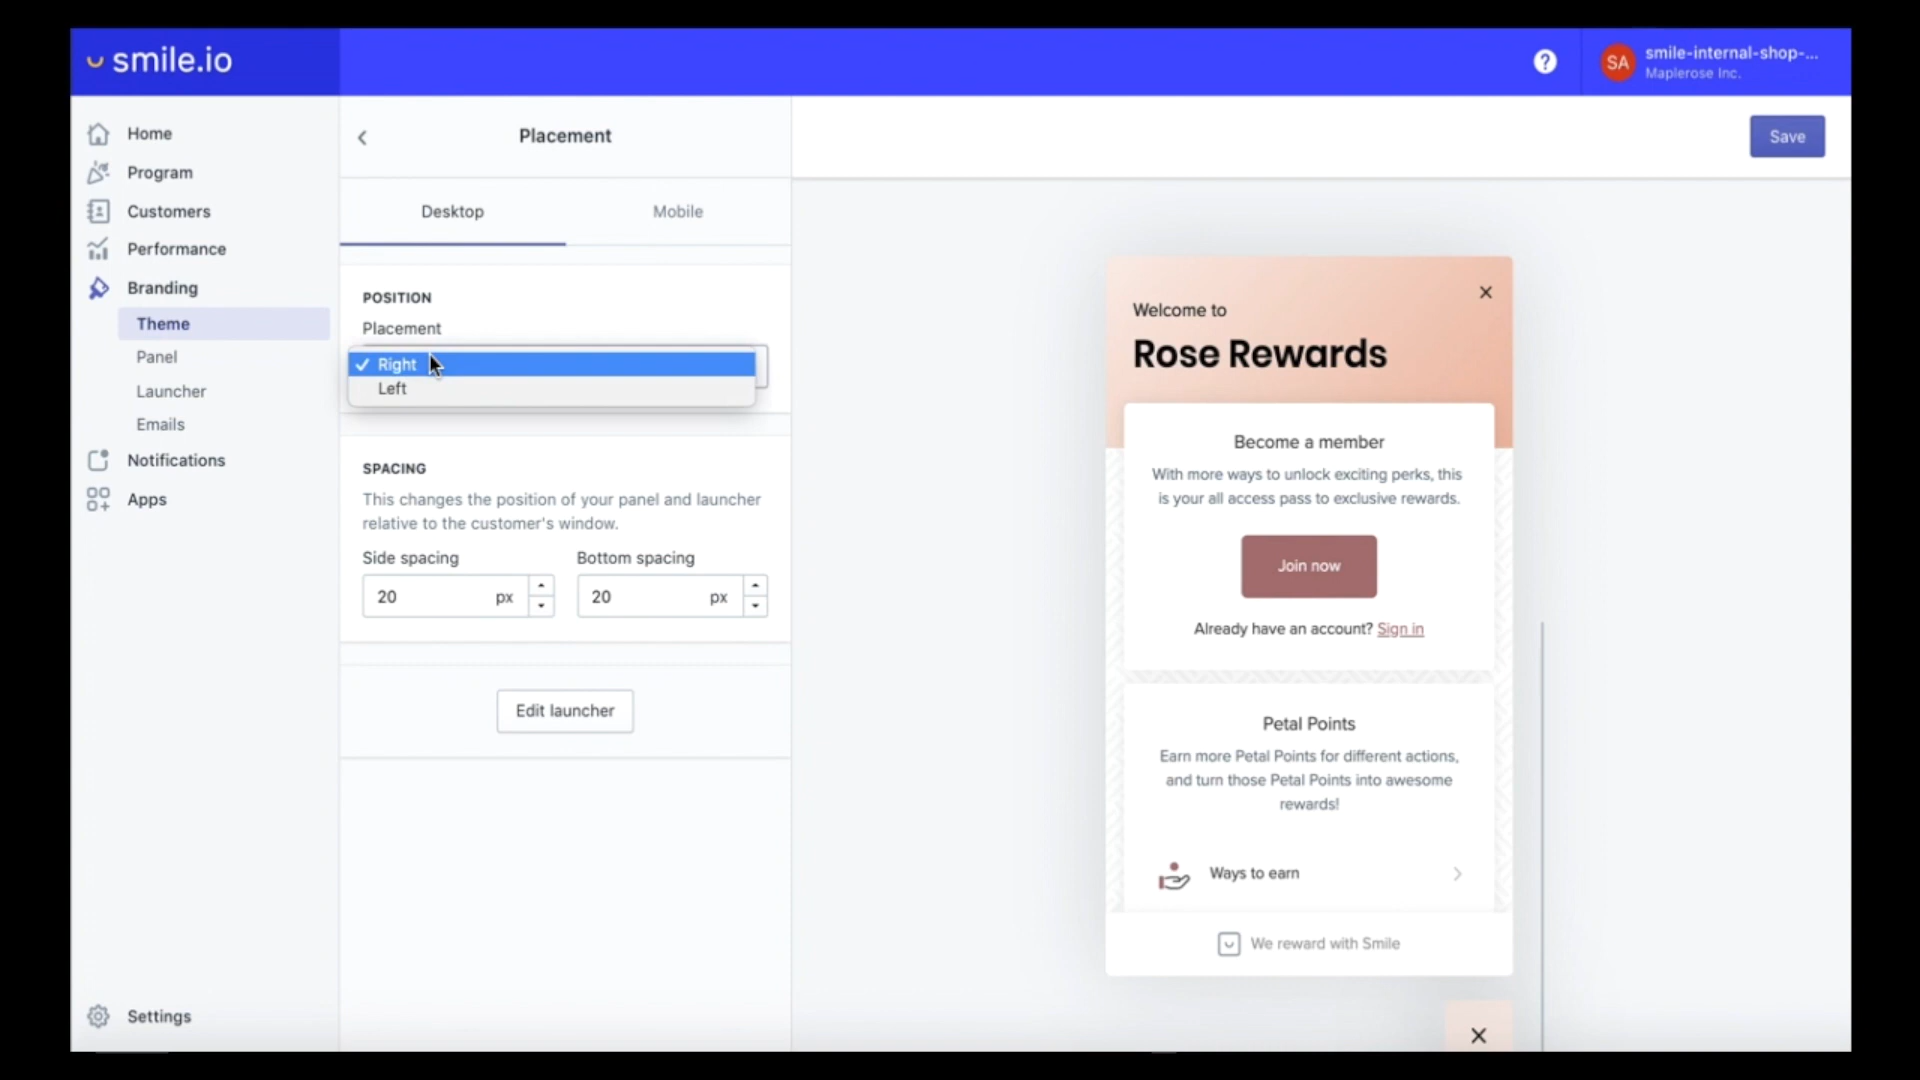 smile.io
?
SA
smile-internal-shop-...
Maplerose Inc.
Home
Program
Customers
Performance
Branding
Theme
Panel
Launcher
Emails
Notifications
Apps
Settings
Placement
Save
Desktop
Mobile
POSITION
Placement
Right
Left
SPACING
This changes the position of your panel and launcher
relative to the customer's window.
Side spacing
Bottom spacing
20 px
20 px
Edit launcher
Welcome to
Rose Rewards
Become a member
With more ways to unlock exciting perks, this
is your all access pass to exclusive rewards.
Join now
Already have an account? Sign in
Petal Points
Earn more Petal Points for different actions,
and turn those Petal Points into awesome
rewards!
Ways to earn
We reward with Smile